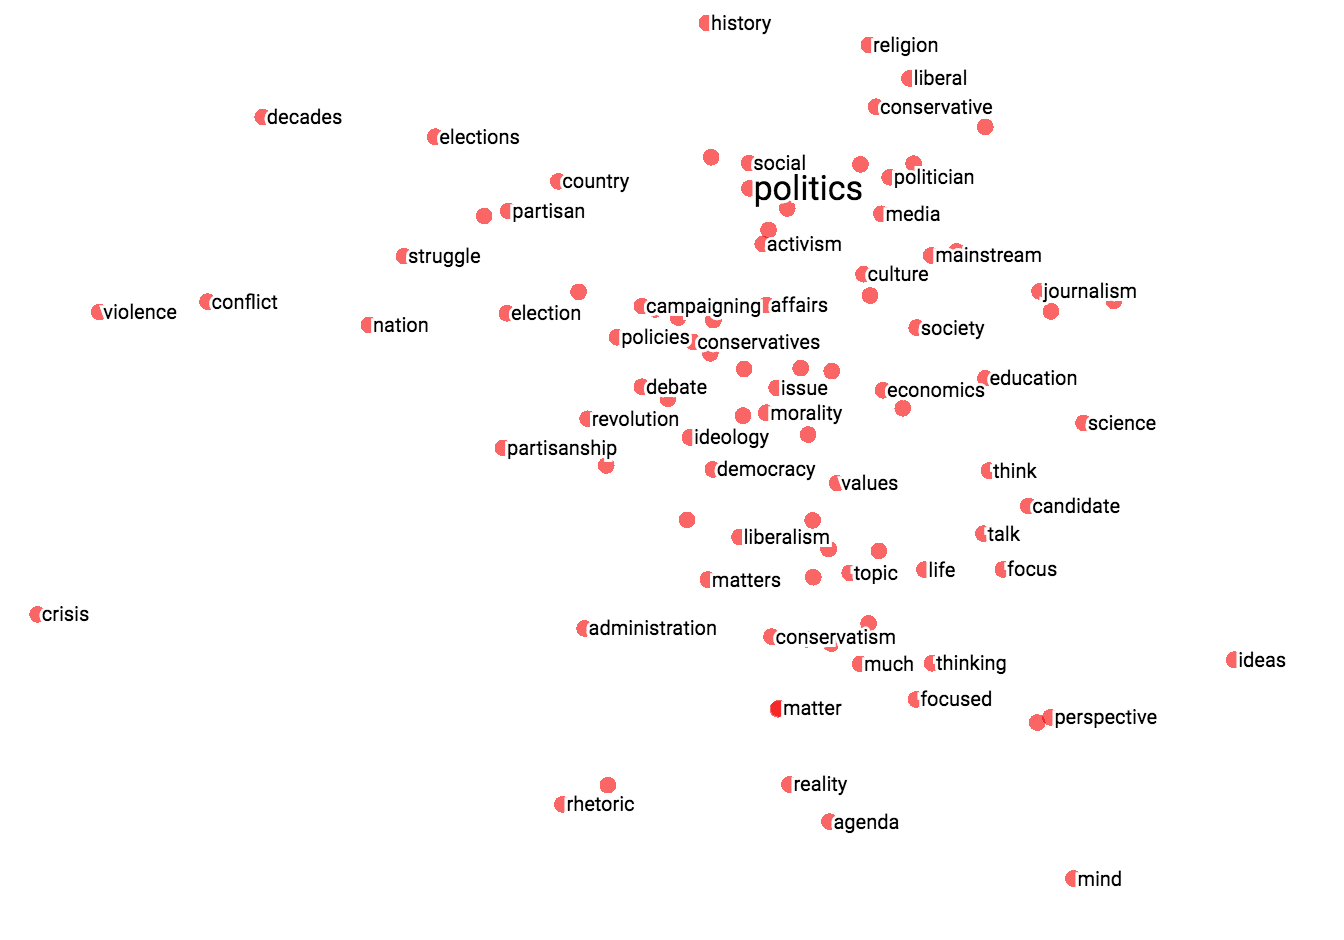 history
religion
liberal
conservative
decades
elections
social
country
politician
politics
partisan
media
activism
struggle
mainstream
culture
journalism
conflict
violence
campaigning
affairs
election
nation
society
policies
conservatives
education
debate
issue
economics
morality
revolution
science
ideology
partisanship
democracy
think
values
candidate
talk
liberalism
topic
life
focus
matters
crisis
administration
conservatism
ideas
much
thinking
focused
matter
perspective
reality
rhetoric
agenda
mind